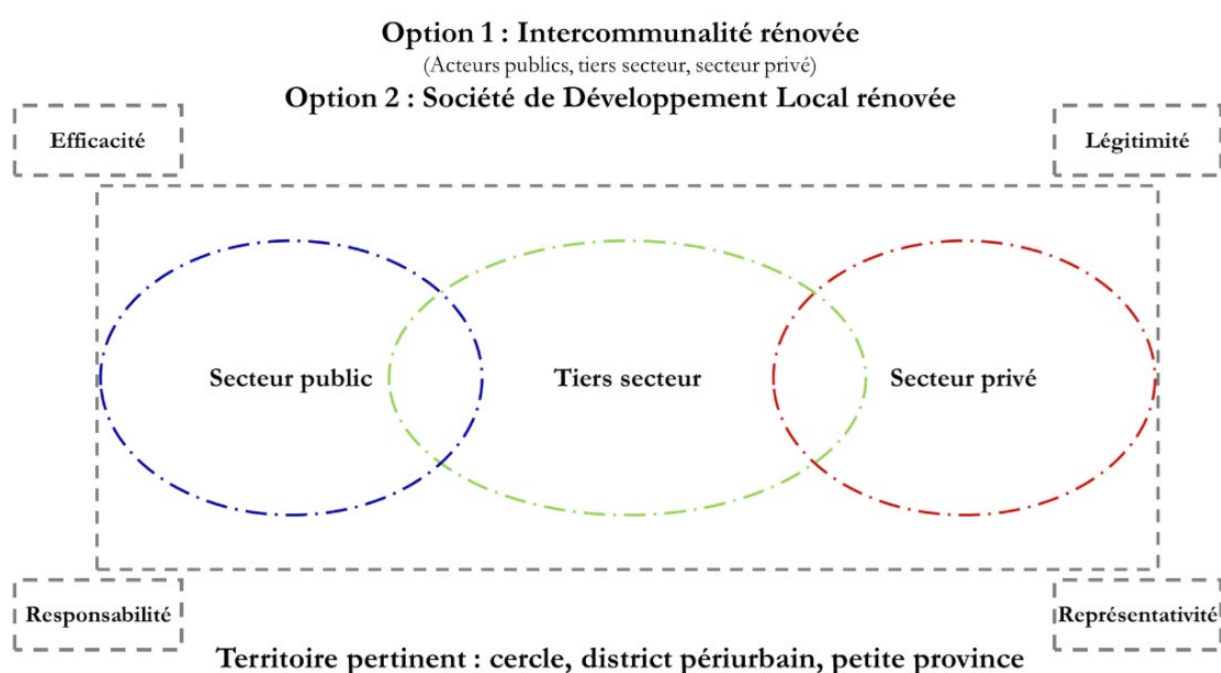 Option 1 : Intercommunalité rénovée
(Acteurs publics, tiers secteur, secteur privé)
Option 2 : Société de Développement Local rénovée
Efficacité
Légitimité
Secteur public
Tiers secteur
Secteur privé
Responsabilité
Représentativité
Territoire pertinent : cercle, district périurbain, petite province